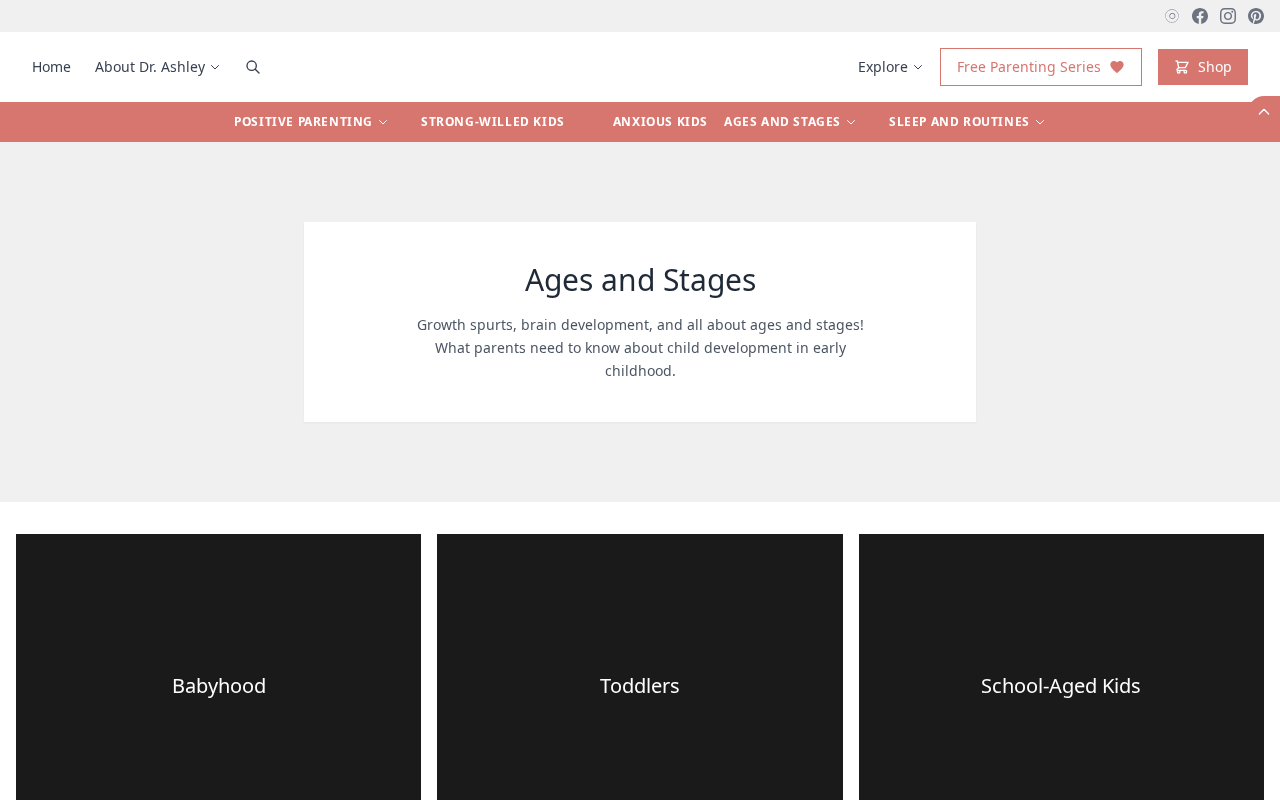 Home
About Dr. Ashley
Explore
Free Parenting Series
Shop
POSITIVE PARENTING
STRONG-WILLED KIDS
ANXIOUS KIDS
AGES AND STAGES
SLEEP AND ROUTINES
Ages and Stages
Growth spurts, brain development, and all about ages and stages!
What parents need to know about child development in early
childhood.
Babyhood
Toddlers
School-Aged Kids